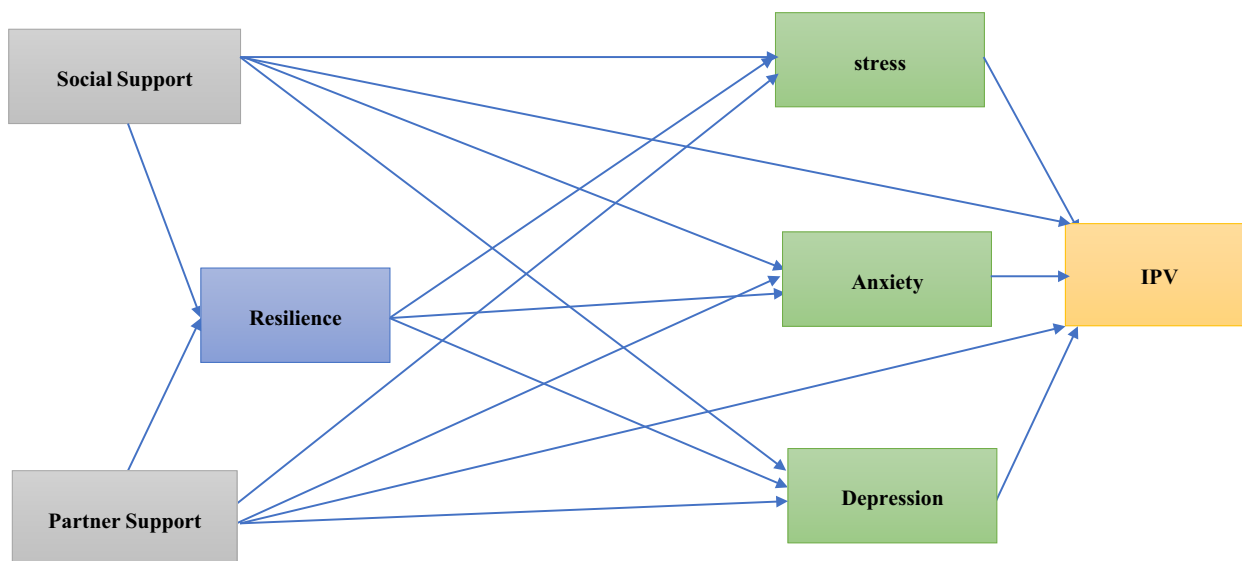 Social Support
stress
Resilience
Anxiety
IPV
Partner Support
Depression